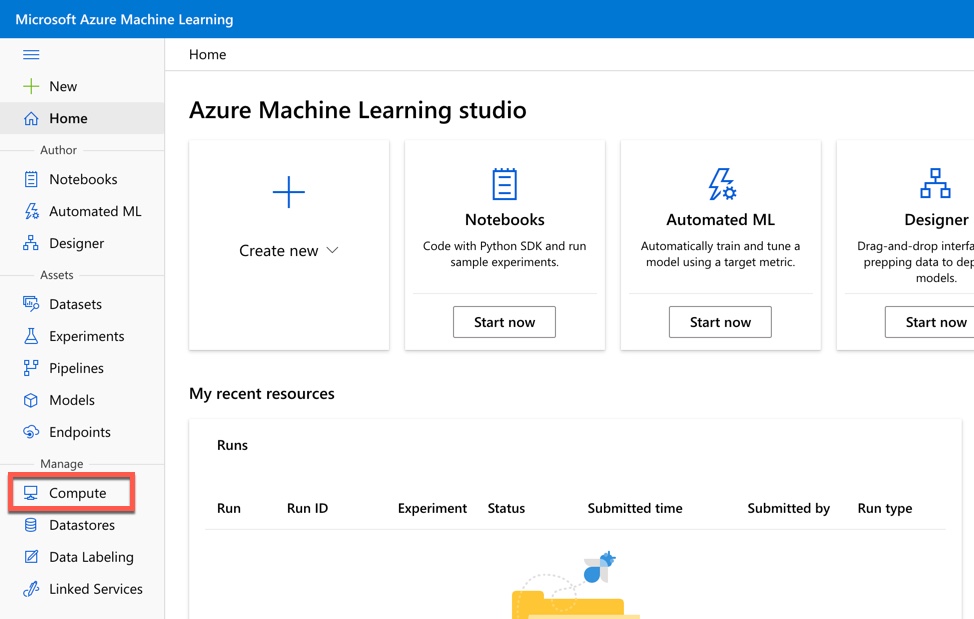 Microsoft Azure Machine Learning
New
Home
Author
Notebooks
Automated ML
Designer
Assets
Datasets
Experiments
Pipelines
Models
Endpoints
Manage
Compute
Datastores
Data Labeling
Linked Services
Home
Azure Machine Learning studio
Create new
Notebooks
Code with Python SDK and run
sample experiments.
Start now
Automated ML
Automatically train and tune a
model using a target metric.
Start now
Designer
Drag-and-drop interfa
prepping data to dep
models.
Start now
My recent resources
Runs
Run Run ID Experiment Status Submitted time Submitted by Run type